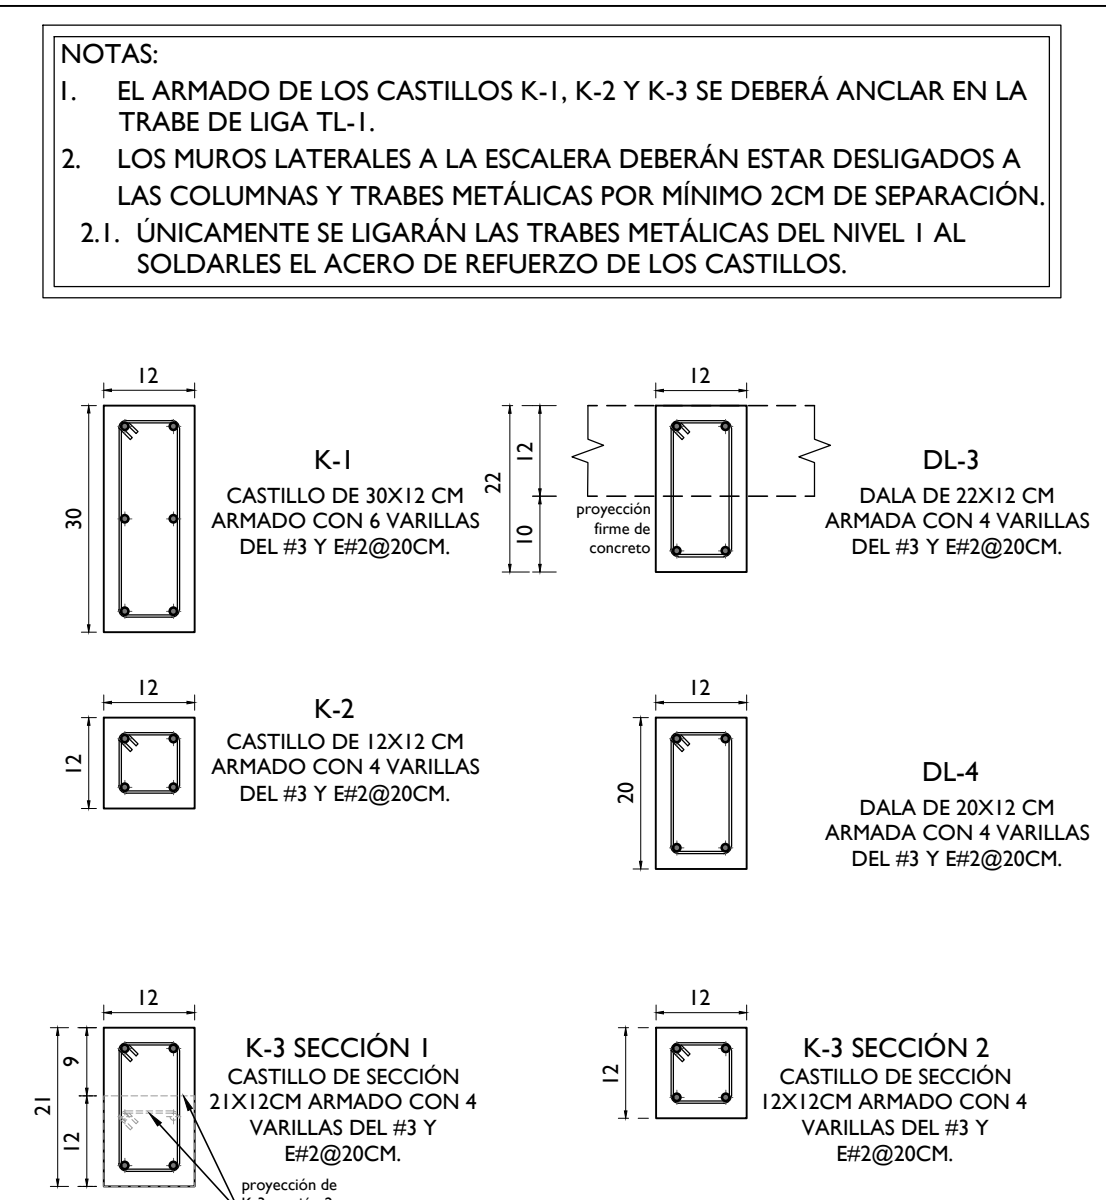 NOTAS:
1. EL ARMADO DE LOS CASTILLOS K-1, K-2 Y K-3 SE DEBERÁ ANCLAR EN LA
TRABE DE LIGA TL-1.
2. LOS MUROS LATERALES A LA ESCALERA DEBERÁN ESTAR DESLIGADOS A
LAS COLUMNAS Y TRABES METÁLICAS POR MÍNIMO 2CM DE SEPARACIÓN.
2.1. ÚNICAMENTE SE LIGARÁN LAS TRABES METÁLICAS DEL NIVEL 1 AL
SOLDARLES EL ACERO DE REFUERZO DE LOS CASTILLOS.
12
30
K-1
CASTILLO DE 30X12 CM
ARMADO CON 6 VARILLAS
DEL #3 Y E#2@20CM.
12
22
12
10
proyección
firme de
concreto
DL-3
DALA DE 22X12 CM
ARMADA CON 4 VARILLAS
DEL #3 Y E#2@20CM.
12
12
K-2
CASTILLO DE 12X12 CM
ARMADO CON 4 VARILLAS
DEL #3 Y E#2@20CM.
12
20
DL-4
DALA DE 20X12 CM
ARMADA CON 4 VARILLAS
DEL #3 Y E#2@20CM.
12
21
9
12
K-3 SECCIÓN 1
CASTILLO DE SECCIÓN
21X12CM ARMADO CON 4
VARILLAS DEL #3 Y
E#2@20CM.
proyección de
12
12
K-3 SECCIÓN 2
CASTILLO DE SECCIÓN
12X12CM ARMADO CON 4
VARILLAS DEL #3 Y
E#2@20CM.